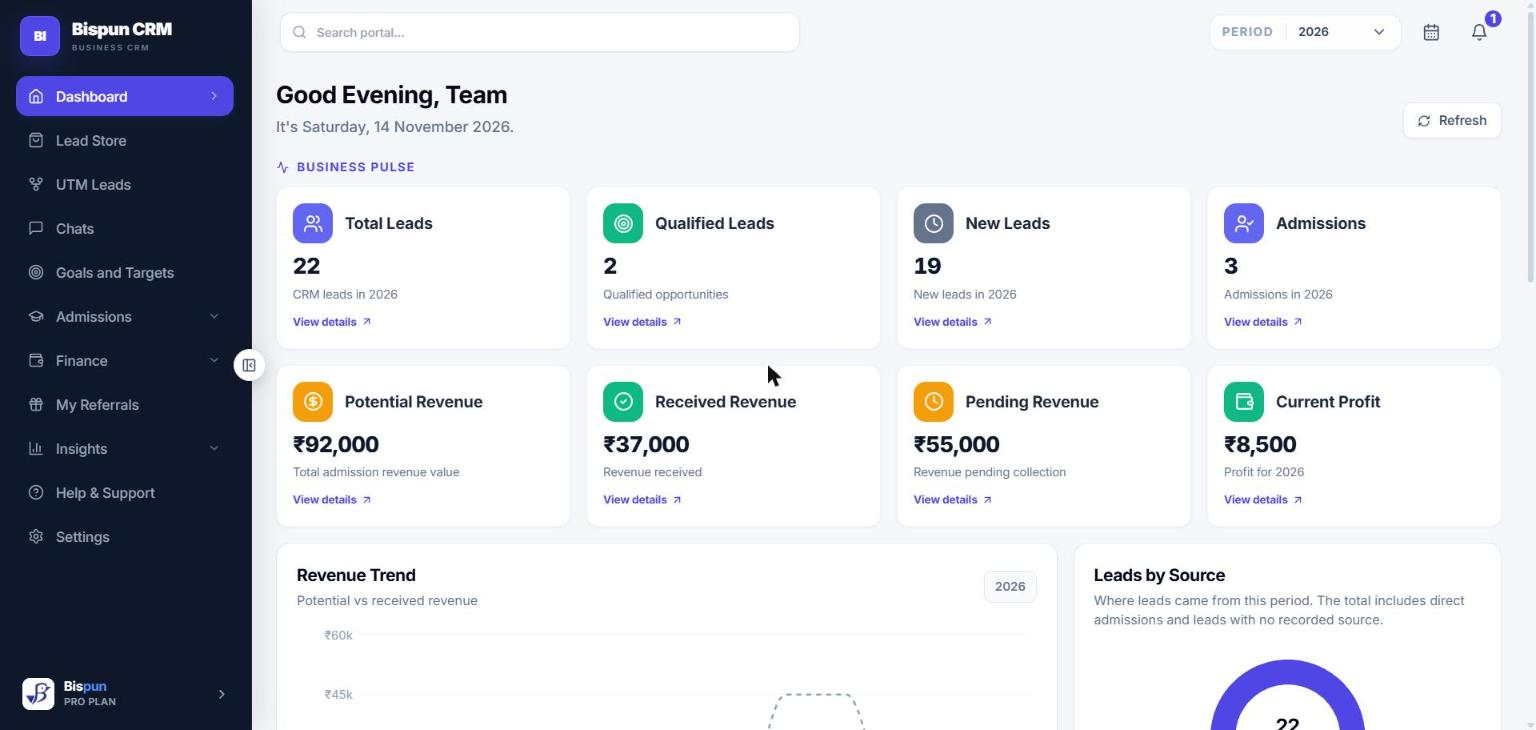 BI
Bispun CRM
BUSINESS CRM
Dashboard
Lead Store
UTM Leads
Chats
Goals and Targets
Admissions
Finance
My Referrals
Insights
Help & Support
Settings
Bispun
PRO PLAN
Search portal...
PERIOD 2026
1
Good Evening, Team
It's Saturday, 14 November 2026.
Refresh
BUSINESS PULSE
Total Leads
22
CRM leads in 2026
View details
Qualified Leads
2
Qualified opportunities
View details
New Leads
19
New leads in 2026
View details
Admissions
3
Admissions in 2026
View details
Potential Revenue
₹92,000
Total admission revenue value
View details
Received Revenue
₹37,000
Revenue received
View details
Pending Revenue
₹55,000
Revenue pending collection
View details
Current Profit
₹8,500
Profit for 2026
View details
Revenue Trend
Potential vs received revenue
2026
₹60k
₹45k
Leads by Source
Where leads came from this period. The total includes direct
admissions and leads with no recorded source.
22